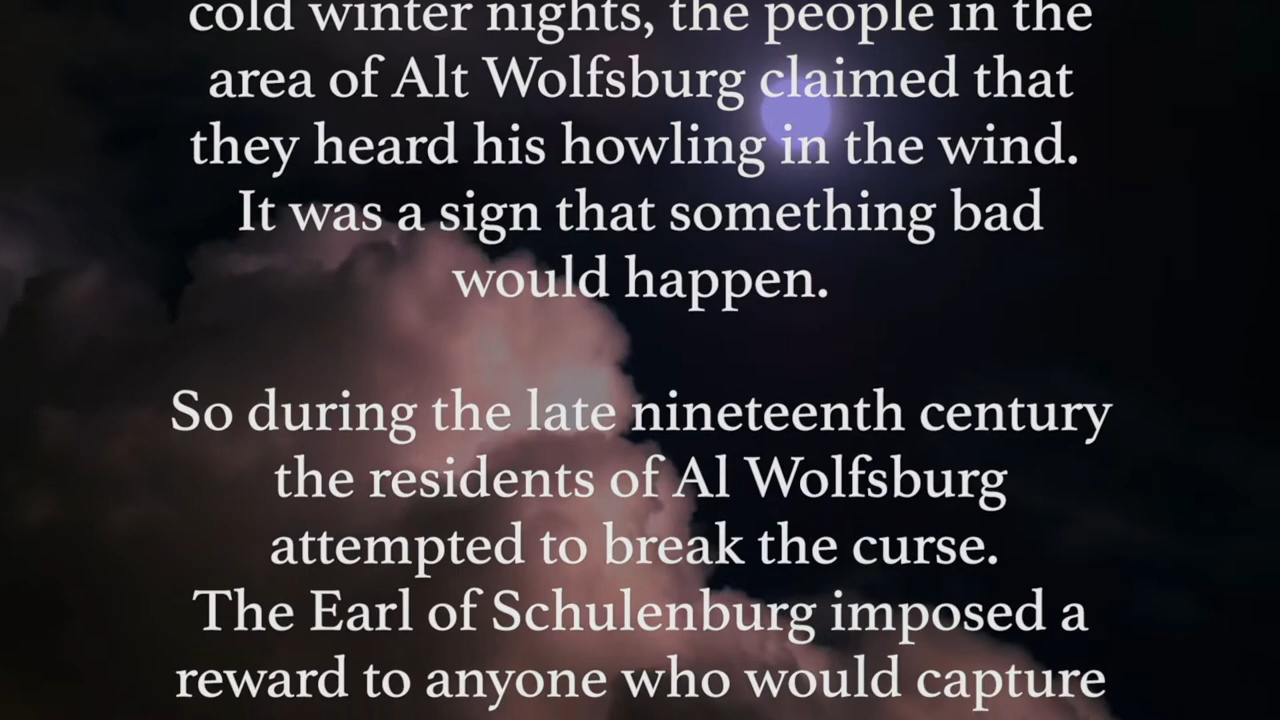 cold winter nights, the people in the
area of Alt Wolfsburg claimed that
they heard his howling in the wind.
It was a sign that something bad
would happen.
So during the late nineteenth century
the residents of Al Wolfsburg
attempted to break the curse.
The Earl of Schulenburg imposed a
reward to anyone who would capture